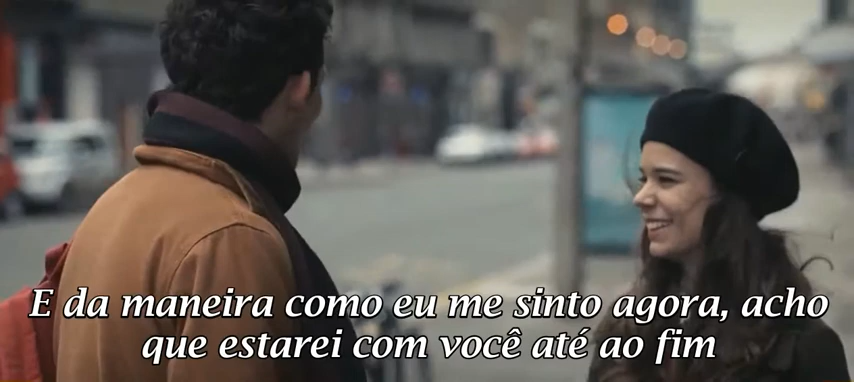 E da maneira como eu me sinto agora, acho
que estarei com você até ao fim